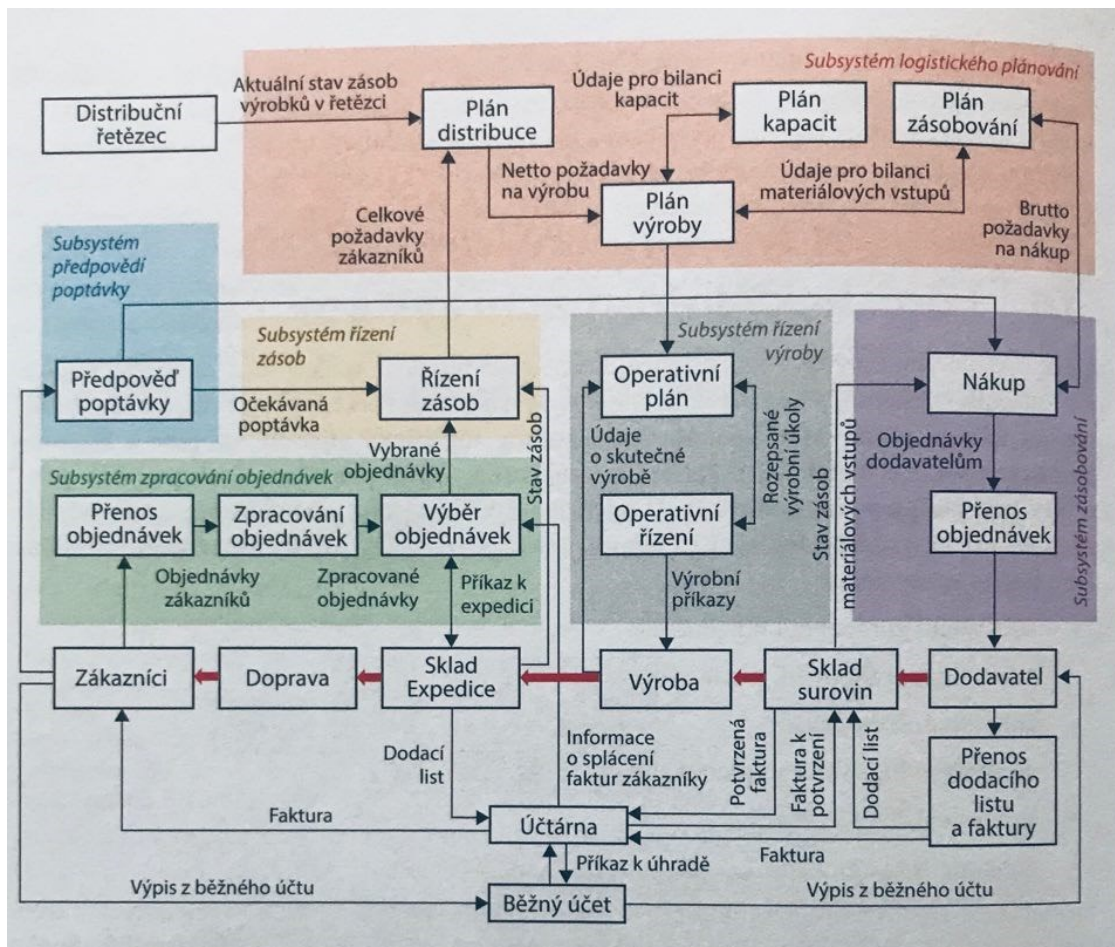 Subsystém logistického plánování
Aktuální stav zásob
výrobků v řetězci
Distribuční
řetězec
Plán
distribuce
Údaje pro bilanci
kapacit
Plán
kapacit
Plán
zásobování
Netto požadavky
na výrobu
Údaje pro bilanci
materiálových vstupů
Plán
výroby
Celkové
požadavky
zákazníků
Brutto
požadavky
na nákup
Subsystém
předpovědí
poptávky
Subsystém řízení
zásob
Subsystém řízení
výroby
Předpověď
poptávky
Očekávaná
poptávka
Řízení
zásob
Operativní
plán
Nákup
Vybrané
objednávky
Stav zásob
Údaje
o skutečné
výrobě
Rozepsané
výrobní úkoly
Stav zásob
materiálových vstupů
Objednávky
dodavatelům
Subsystém zásobování
Subsystém zpracování objednávek
Přenos
objednávek
Zpracování
objednávek
Výběr
objednávek
Operativní
řízení
Přenos
objednávek
Objednávky
zákazníků
Zpracované
objednávky
Příkaz k
expedici
Výrobní
příkazy
Zákazníci
Doprava
Sklad
Expedice
Výroba
Sklad
surovin
Dodavatel
Dodací
list
Informace
o splácení
faktur zákazníky
Potvrzená
faktura
Faktura k
potvrzení
Dodací list
Přenos
dodacího
listu
a faktury
Faktura
Účtárna
Faktura
Příkaz k úhradě
Výpis z běžného účtu
Běžný účet
Výpis z běžného účtu